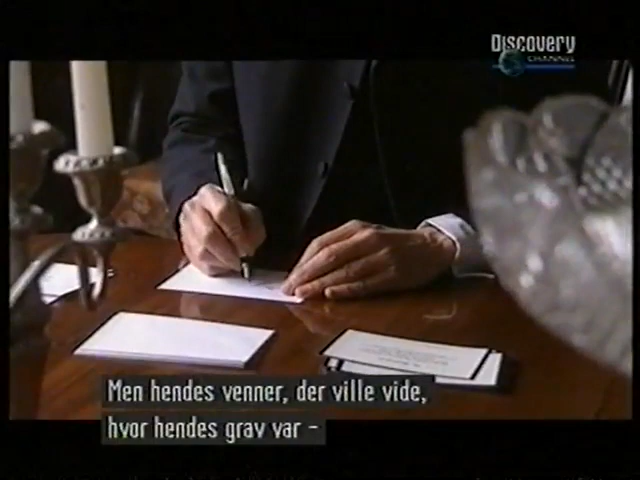 Discovery
CHANNEL
Men hendes venner, der ville vide,
hvor hendes grav var -